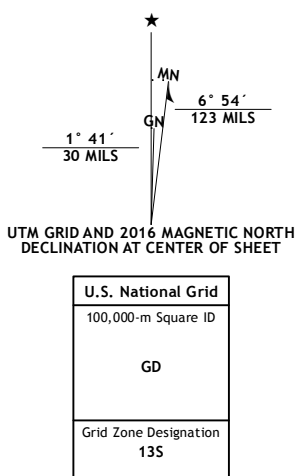 ★
MN
GN
6° 54´
123 MILS
1° 41´
30 MILS
UTM GRID AND 2016 MAGNETIC NORTH
DECLINATION AT CENTER OF SHEET
U.S. National Grid
100,000-m Square ID
GD
Grid Zone Designation
13S